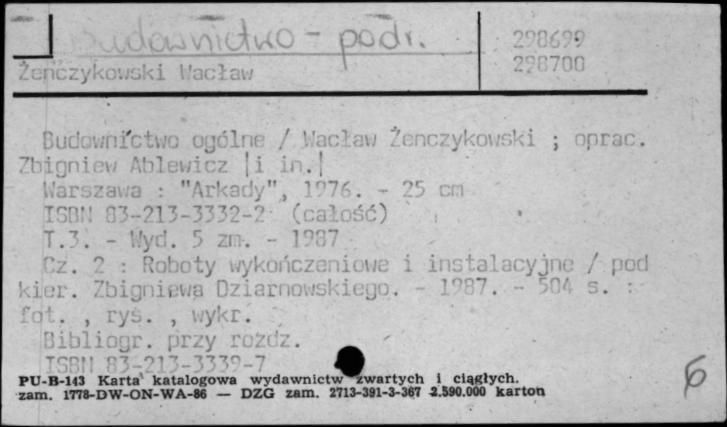 Budownictwo - podr.
298699
Żenczykowski Wacław
298700
Budownictwo ogólne / Wacław Żenczykowski ; oprac.
Zbigniew Ablewicz |i in.|
Warszawa : "Arkady", 1976. - 25 cm
ISBN 83-213-3332-2 (całość)
T.3. - Wyd. 5 zm. - 1987
Cz. 2 : Roboty wykończeniowe i instalacyjne / pod
kier. Zbigniewa Dziarnowskiego. - 1987. - 504 s. :
fot. , rys. , wykr.
Bibliogr. przy rozdz.
ISBN 83-213-3339-7
PU-B-143 Karta katalogowa wydawnictw zwartych i ciągłych.
zam. 1778-DW-ON-WA-86 — DZG zam. 2713-391-3-367 2.590.000 karton
6